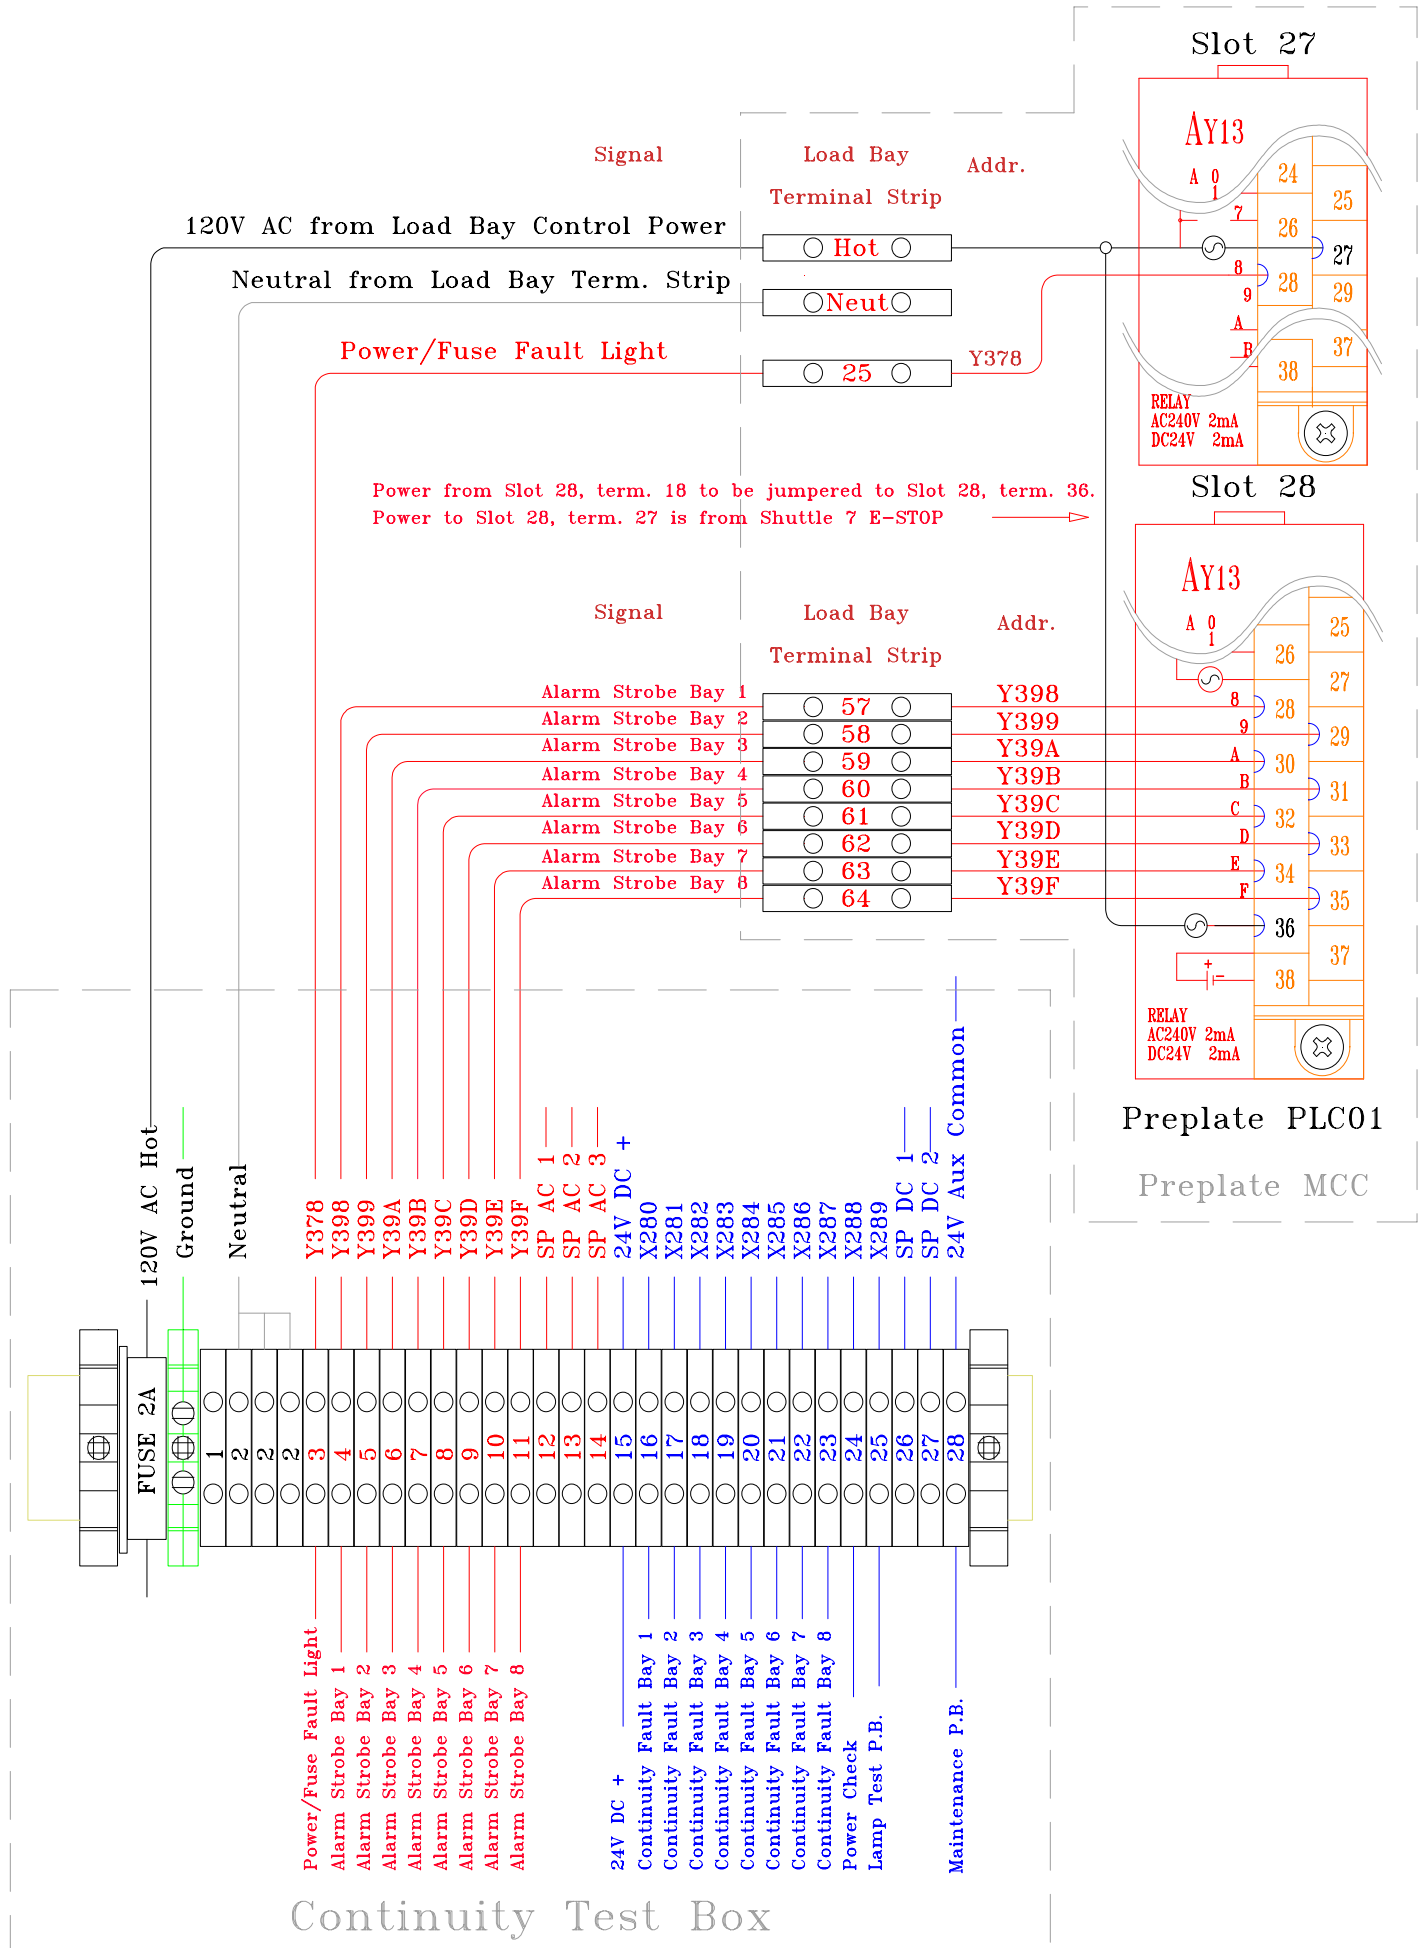 Slot 27
AY13
A 0
1
7
8
9
A
B
24
25
26
27
28
29
37
38
RELAY
AC240V 2mA
DC24V 2mA
Signal
Load Bay
Terminal Strip
Addr.
120V AC from Load Bay Control Power
Hot
Neutral from Load Bay Term. Strip
Neut
Power/Fuse Fault Light
25
Y378
Power from Slot 28, term. 18 to be jumpered to Slot 28, term. 36.
Power to Slot 28, term. 27 is from Shuttle 7 E-STOP
Slot 28
AY13
A 0
1
25
26
27
Signal
Load Bay
Terminal Strip
Addr.
Alarm Strobe Bay 1 57 Y398 8 28
Alarm Strobe Bay 2 58 Y399 9 29
Alarm Strobe Bay 3 59 Y39A A 30
Alarm Strobe Bay 4 60 Y39B B 31
Alarm Strobe Bay 5 61 Y39C C 32
Alarm Strobe Bay 6 62 Y39D D 33
Alarm Strobe Bay 7 63 Y39E E 34
Alarm Strobe Bay 8 64 Y39F F 35
36
37
+ -
38
RELAY
AC240V 2mA
DC24V 2mA
Preplate PLC01
Preplate MCC
120V AC Hot
Ground
Neutral
Y378
Y398
Y399
Y39A
Y39B
Y39C
Y39D
Y39E
Y39F
SP AC 1
SP AC 2
SP AC 3
24V DC +
X280
X281
X282
X283
X284
X285
X286
X287
X288
X289
SP DC 1
SP DC 2
24V Aux Common
FUSE 2A
1
2
2
2
3
4
5
6
7
8
9
10
11
12
13
14
15
16
17
18
19
20
21
22
23
24
25
26
27
28
Power/Fuse Fault Light
Alarm Strobe Bay 1
Alarm Strobe Bay 2
Alarm Strobe Bay 3
Alarm Strobe Bay 4
Alarm Strobe Bay 5
Alarm Strobe Bay 6
Alarm Strobe Bay 7
Alarm Strobe Bay 8
24V DC +
Continuity Fault Bay 1
Continuity Fault Bay 2
Continuity Fault Bay 3
Continuity Fault Bay 4
Continuity Fault Bay 5
Continuity Fault Bay 6
Continuity Fault Bay 7
Continuity Fault Bay 8
Power Check
Lamp Test P.B.
Maintenance P.B.
Continuity Test Box